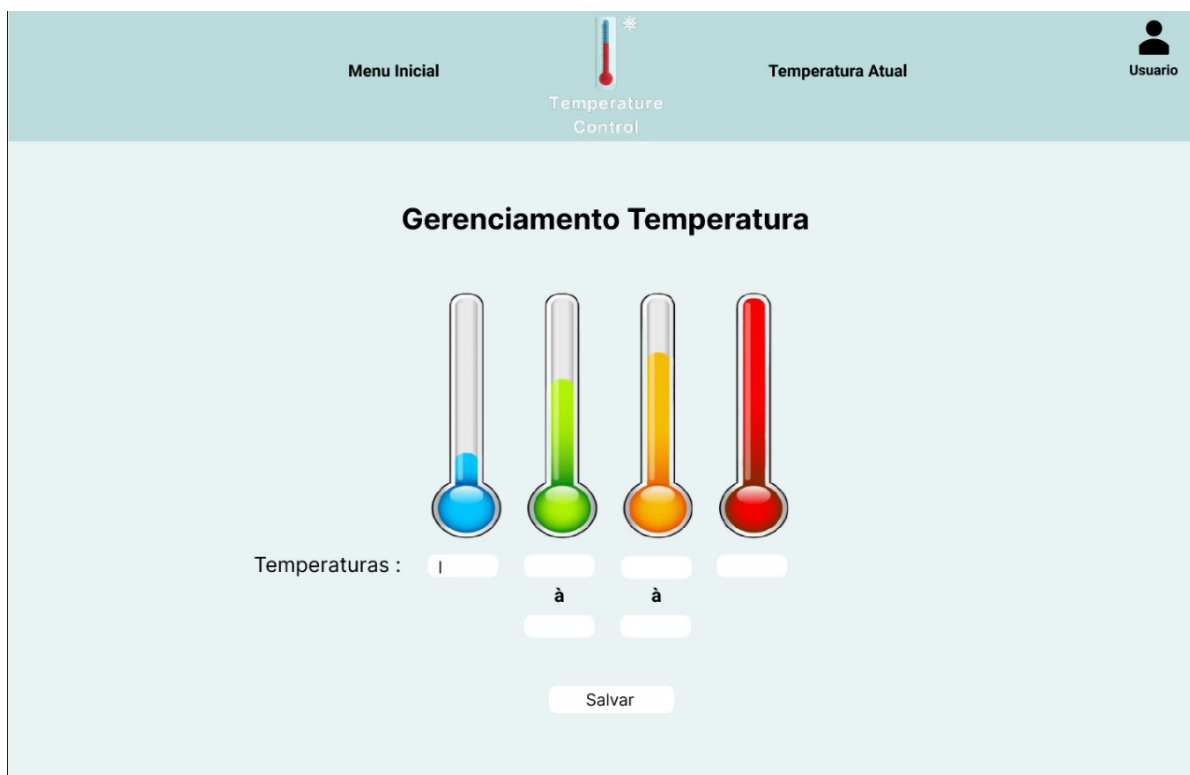 Menu Inicial
Temperature
Control
Temperatura Atual
Usuario
Gerenciamento Temperatura
Temperaturas :
à à
Salvar